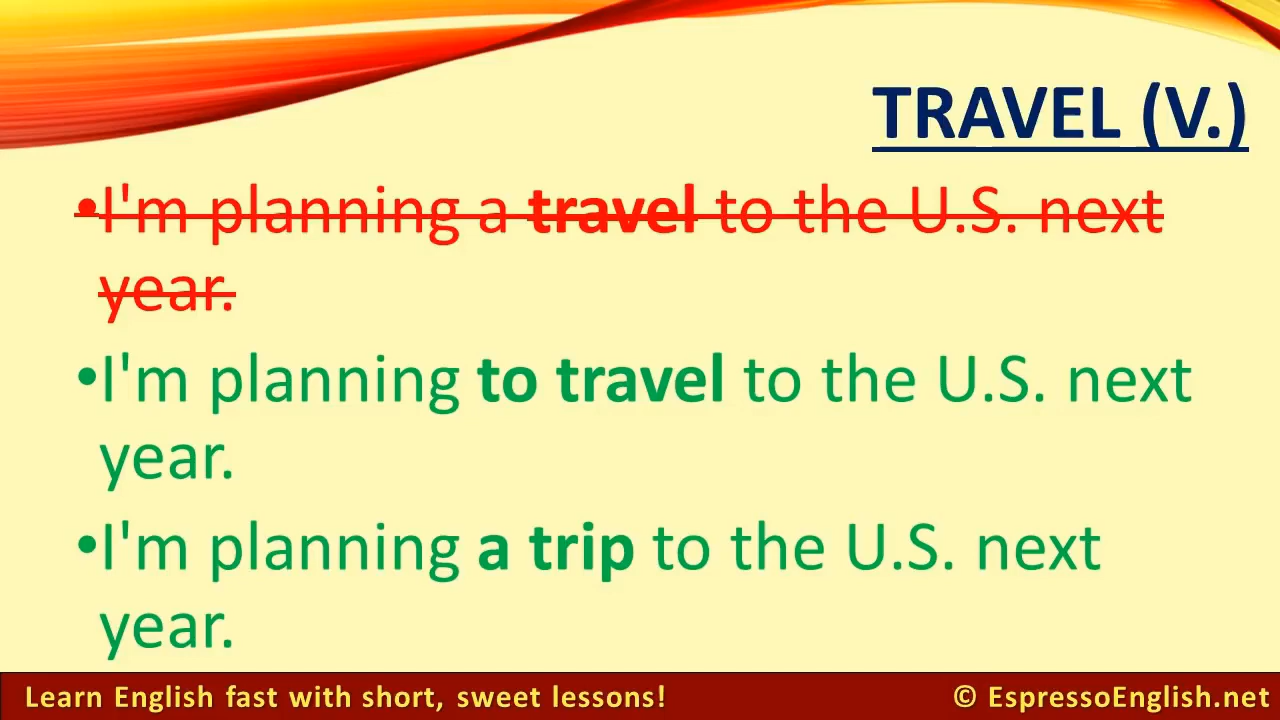 TRAVEL (V.)
•I'm planning a travel to the U.S. next
year.
•I'm planning to travel to the U.S. next
year.
•I'm planning a trip to the U.S. next
year.
Learn English fast with short, sweet lessons!
© EspressoEnglish.net